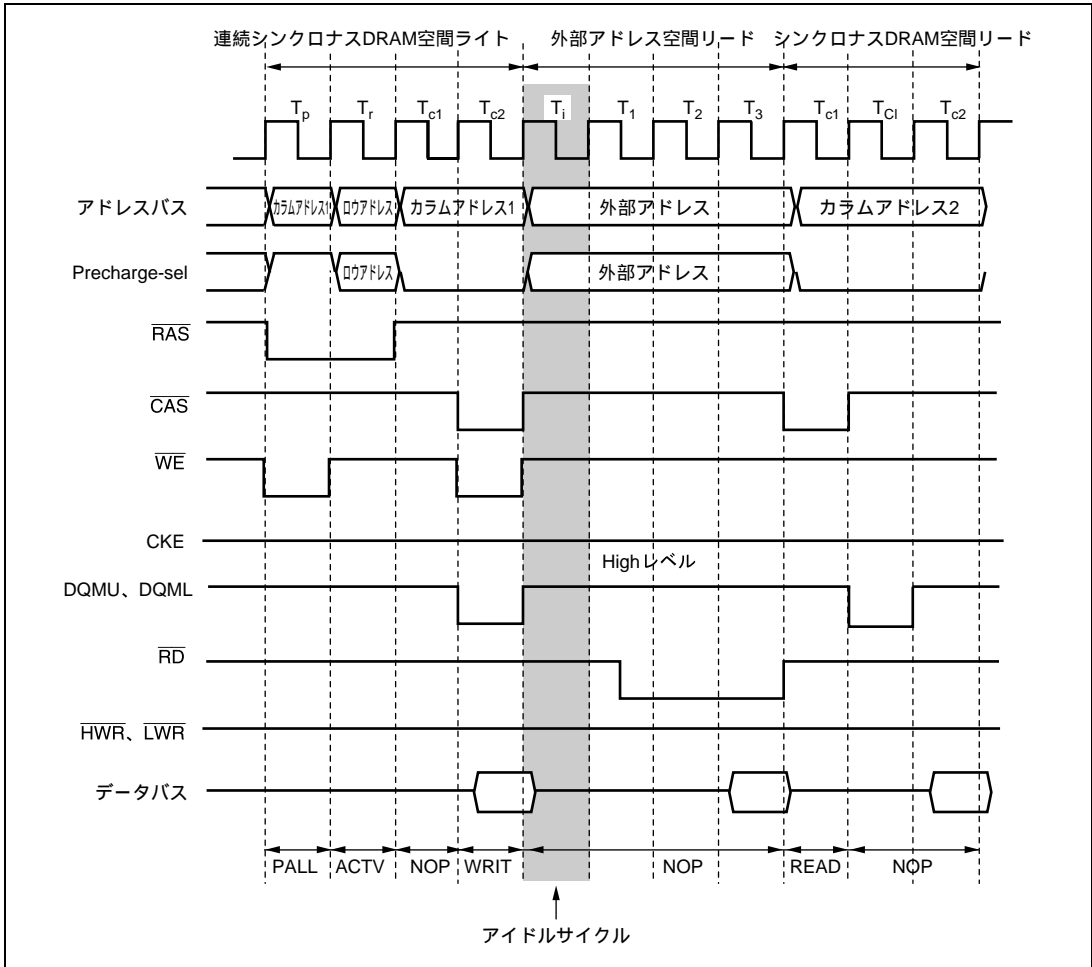 連続シンクロナスDRAM空間ライト 外部アドレス空間リード シンクロナスDRAM空間リード
Tp Tr Tc1 Tc2 Ti T1 T2 T3 Tc1 TCl Tc2
アドレスバス カラムアドレス1 ロウアドレス カラムアドレス1 外部アドレス カラムアドレス2
Precharge-sel ロウアドレス 外部アドレス
RAS
CAS
WE
CKE
Highレベル
DQMU、DQML
RD
HWR、LWR
データバス
PALL ACTV NOP WRIT NOP READ NOP
アイドルサイクル